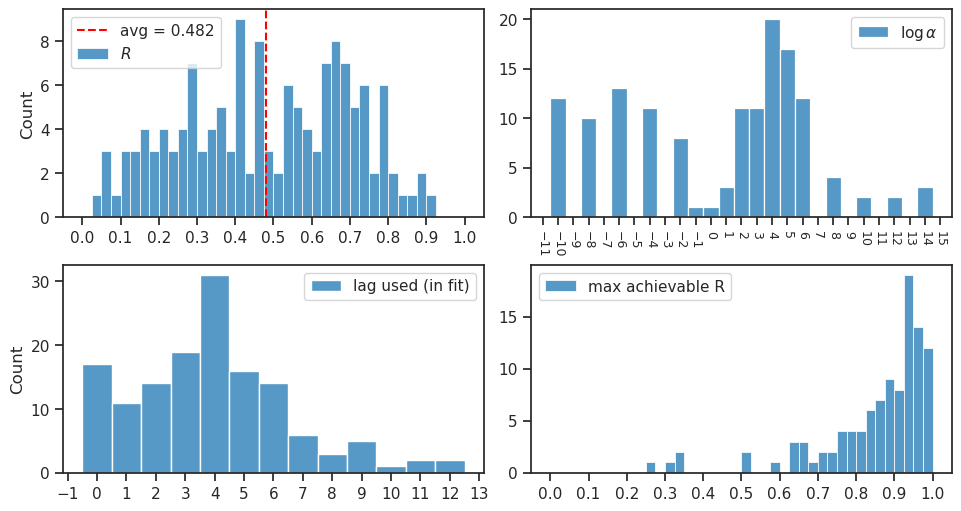 avg = 0.482
R
Count
0
2
4
6
8
0.0 0.1 0.2 0.3 0.4 0.5 0.6 0.7 0.8 0.9 1.0
log α
0
5
10
15
20
−11 −10 −9 −8 −7 −6 −5 −4 −3 −2 −1 0 1 2 3 4 5 6 7 8 9 10 11 12 13 14 15
lag used (in fit)
Count
0
10
20
30
−1 0 1 2 3 4 5 6 7 8 9 10 11 12 13
max achievable R
0
5
10
15
0.0 0.1 0.2 0.3 0.4 0.5 0.6 0.7 0.8 0.9 1.0